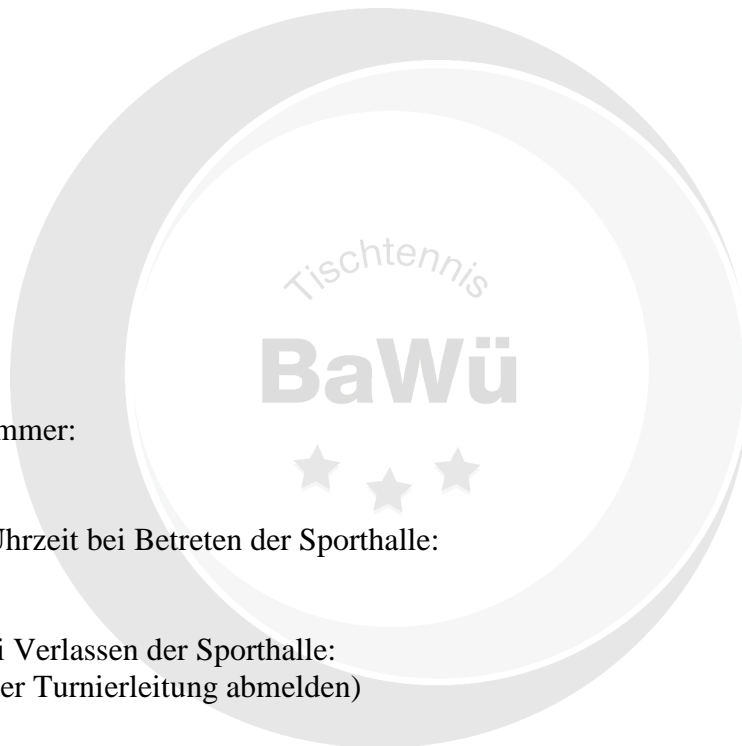 Tischtennis
BaWü
mmer:
Uhrzeit bei Betreten der Sporthalle:
i Verlassen der Sporthalle:
er Turnierleitung abmelden)